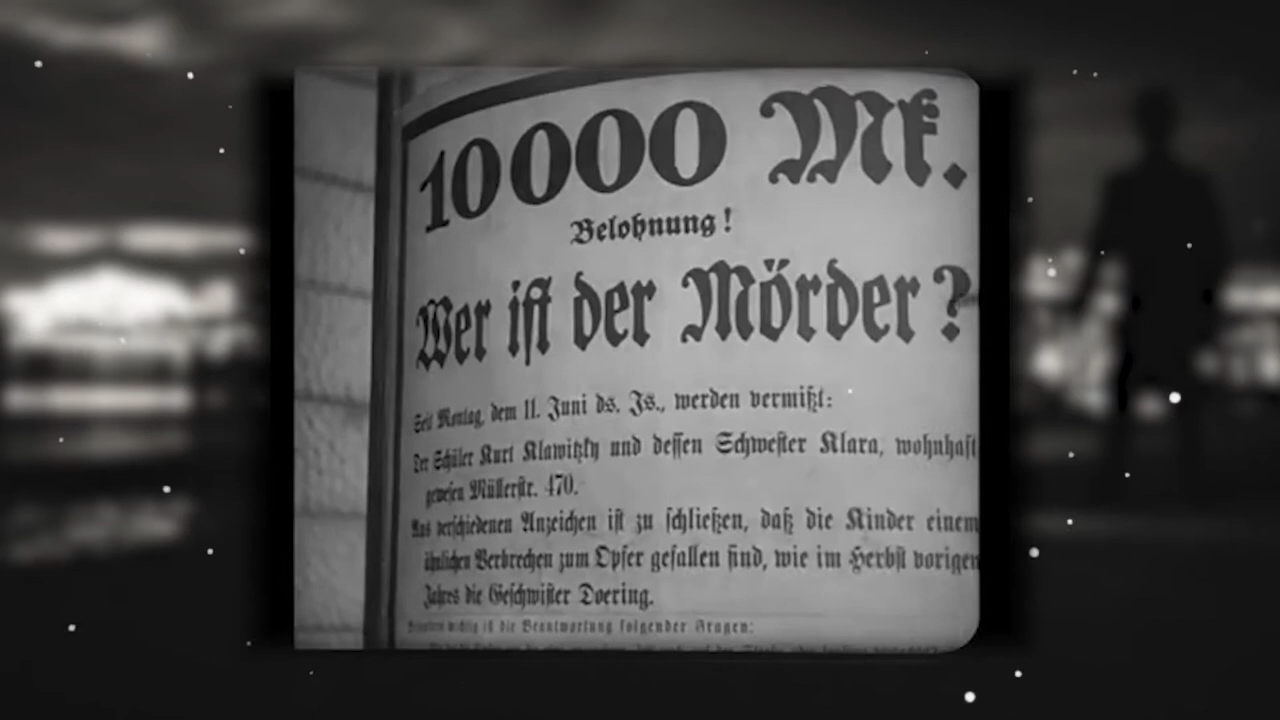 10000 Mk.
Belohnung!
Wer iſt der Mörder?
Seit Montag, dem 11. Juni ds. Js., werden vermißt:
Der Schüler Kurt Klawitzky und deſſen Schweſter Klara, wohnhaft
geweſen Müllerſtr. 470.
Aus verſchiedenen Anzeichen iſt zu ſchließen, daß die Kinder einem
ähnlichen Verbrechen zum Opfer gefallen ſind, wie im Herbſt vorigen
Jahres die Geſchwiſter Doering.
wichtig iſt die Beantwortung folgender Fragen: